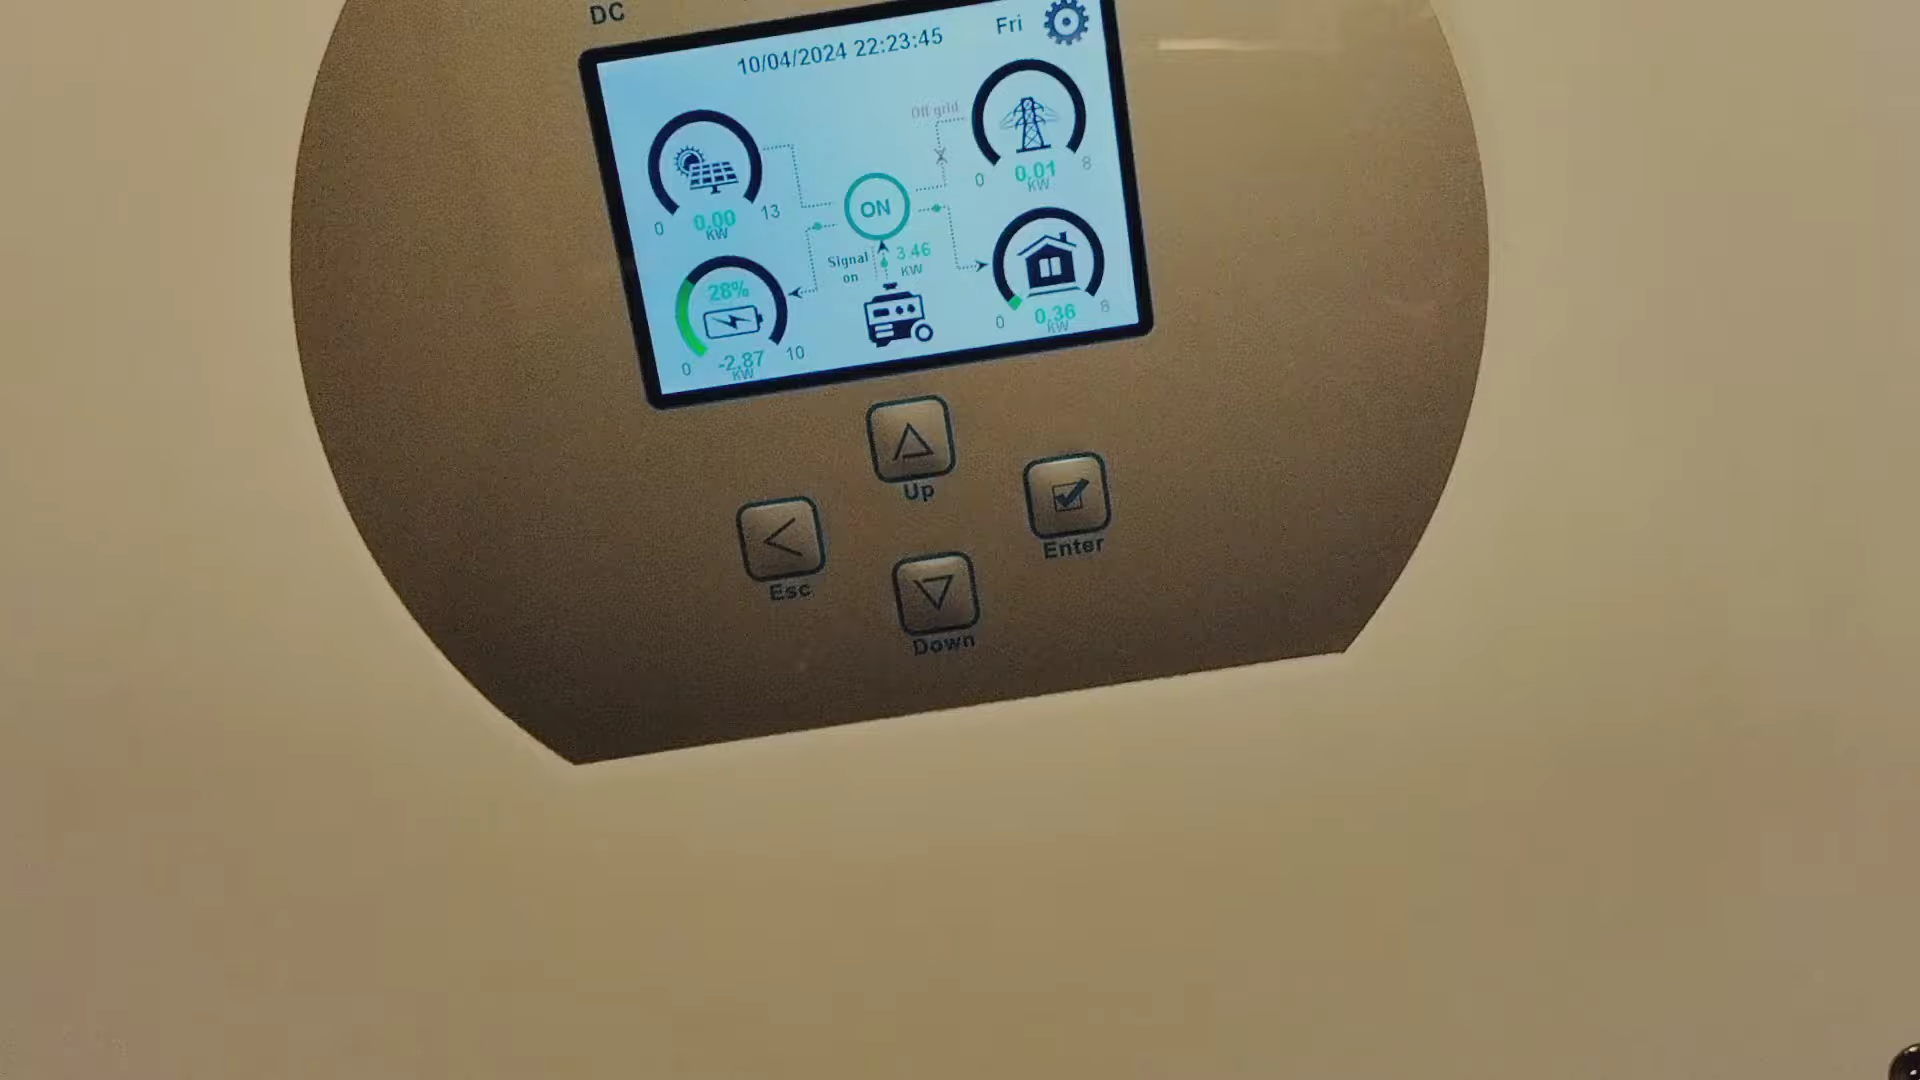 DC
10/04/2024 22:23:45 Fri
Off grid
0 0.00 13
KW
0 0.01 8
KW
ON
Signal on
3.46
KW
28%
0 -2.87 10
KW
0 0.36 8
KW
Up
Enter
Esc
Down